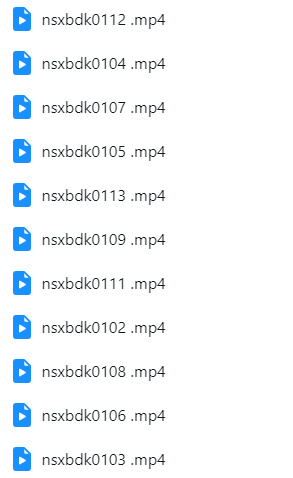 nsxbdk0112 .mp4
nsxbdk0104 .mp4
nsxbdk0107 .mp4
nsxbdk0105 .mp4
nsxbdk0113 .mp4
nsxbdk0109 .mp4
nsxbdk0111 .mp4
nsxbdk0102 .mp4
nsxbdk0108 .mp4
nsxbdk0106 .mp4
nsxbdk0103 .mp4